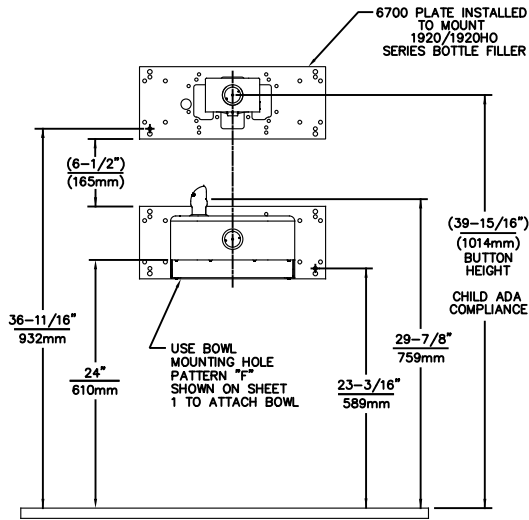 6700 PLATE INSTALLED
TO MOUNT
1920/1920HO
SERIES BOTTLE FILLER
(6-1/2")
(165mm)
(39-15/16")
(1014mm)
BUTTON
HEIGHT
CHILD ADA
COMPLIANCE
36-11/16"
932mm
24"
610mm
USE BOWL
MOUNTING HOLE
PATTERN "F"
SHOWN ON SHEET
1 TO ATTACH BOWL
23-3/16"
589mm
29-7/8"
759mm